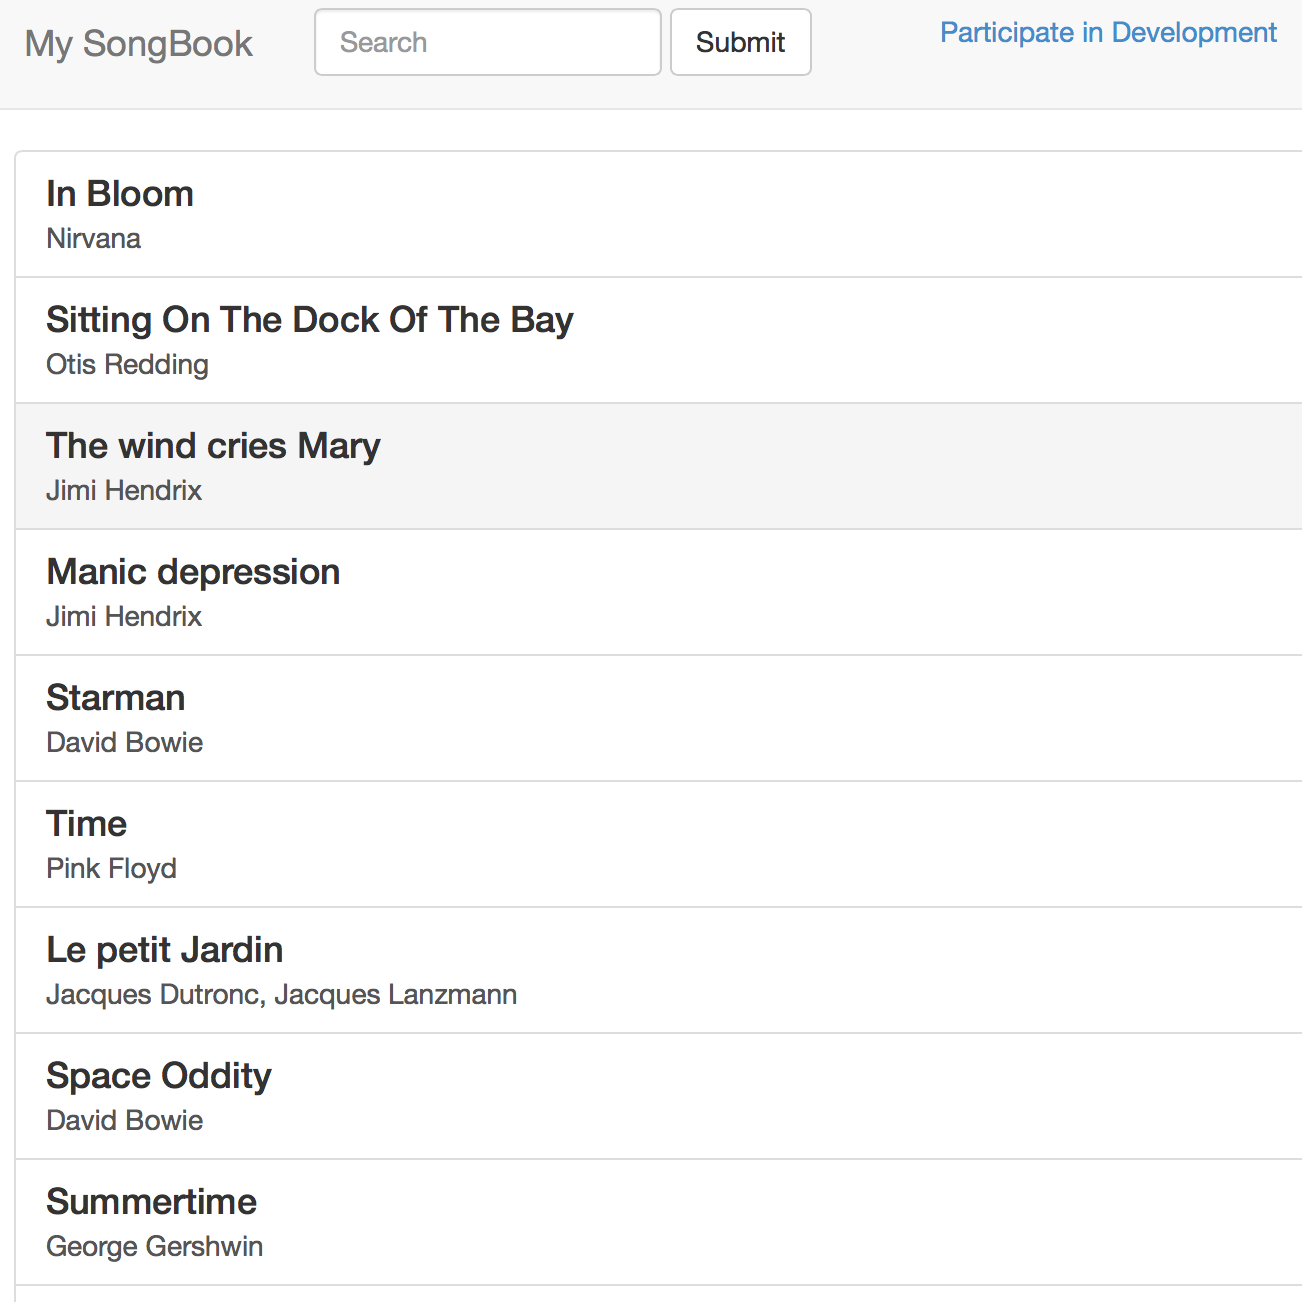 My SongBook
Search
Submit
Participate in Development
In Bloom
Nirvana
Sitting On The Dock Of The Bay
Otis Redding
The wind cries Mary
Jimi Hendrix
Manic depression
Jimi Hendrix
Starman
David Bowie
Time
Pink Floyd
Le petit Jardin
Jacques Dutronc, Jacques Lanzmann
Space Oddity
David Bowie
Summertime
George Gershwin